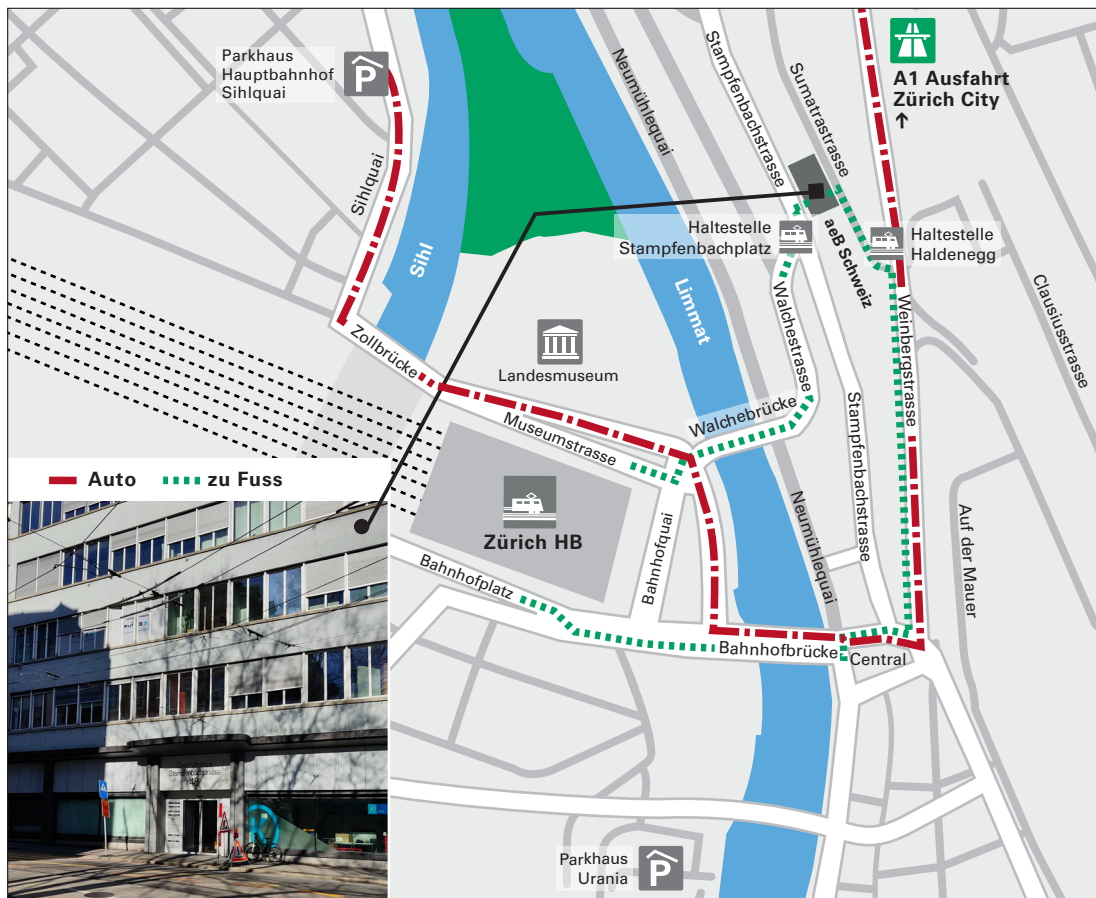 Parkhaus
Hauptbahnhof
Sihlquai
P
Sihlquai
Sihl
Zollbrücke
Landesmuseum
Museumstrasse
Neumühlequai
Stampfenbachstrasse
Sumatrastrasse
A1 Ausfahrt
Zürich City
↑
Haltestelle
Stampfenbachplatz
aeB Schweiz
Haltestelle
Haldenegg
Limmat
Walchestrasse
Walchebrücke
Weinbergstrasse
Clausiusstrasse
Stampfenbachstrasse
Auto
zu Fuss
Zürich HB
Bahnhofplatz
Bahnhofquai
Neumühlequai
Auf der Mauer
Bahnhofbrücke
Central
Stampfenbachstrasse
48
Parkhaus
Urania
P